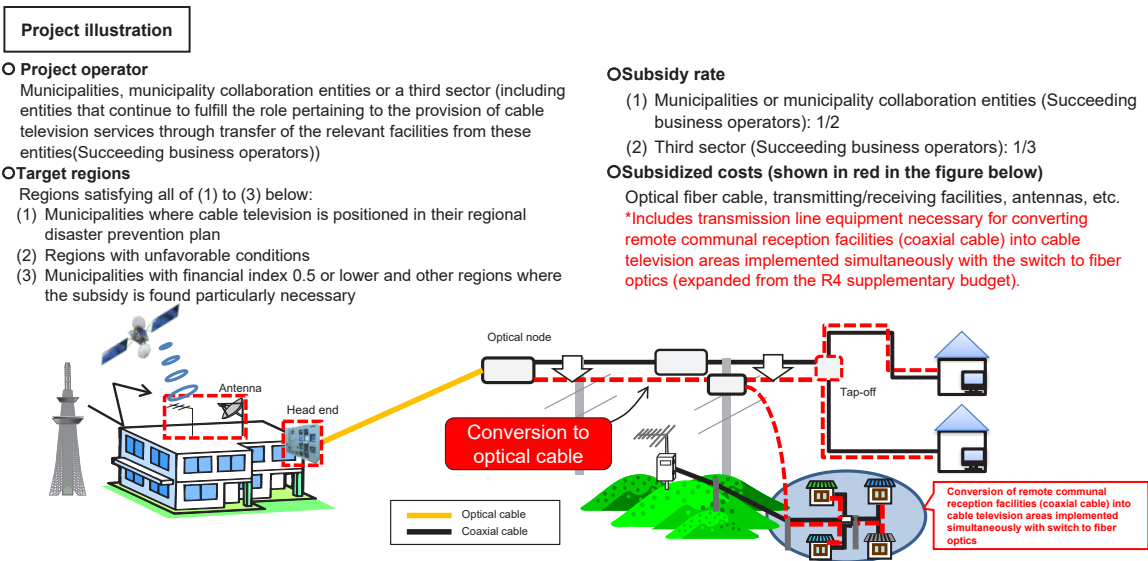 Project illustration
O Project operator
Municipalities, municipality collaboration entities or a third sector (including
entities that continue to fulfill the role pertaining to the provision of cable
television services through transfer of the relevant facilities from these
entities(Succeeding business operators))
OTarget regions
Regions satisfying all of (1) to (3) below:
(1) Municipalities where cable television is positioned in their regional
disaster prevention plan
(2) Regions with unfavorable conditions
(3) Municipalities with financial index 0.5 or lower and other regions where
the subsidy is found particularly necessary
OSubsidy rate
(1) Municipalities or municipality collaboration entities (Succeeding
business operators): 1/2
(2) Third sector (Succeeding business operators): 1/3
OSubsidized costs (shown in red in the figure below)
Optical fiber cable, transmitting/receiving facilities, antennas, etc.
*Includes transmission line equipment necessary for converting
remote communal reception facilities (coaxial cable) into cable
television areas implemented simultaneously with the switch to fiber
optics (expanded from the R4 supplementary budget).
Antenna
Head end
Optical node
Tap-off
Conversion to
optical cable
Optical cable
Coaxial cable
Conversion of remote communal
reception facilities (coaxial cable) into
cable television areas implemented
simultaneously with switch to fiber
optics